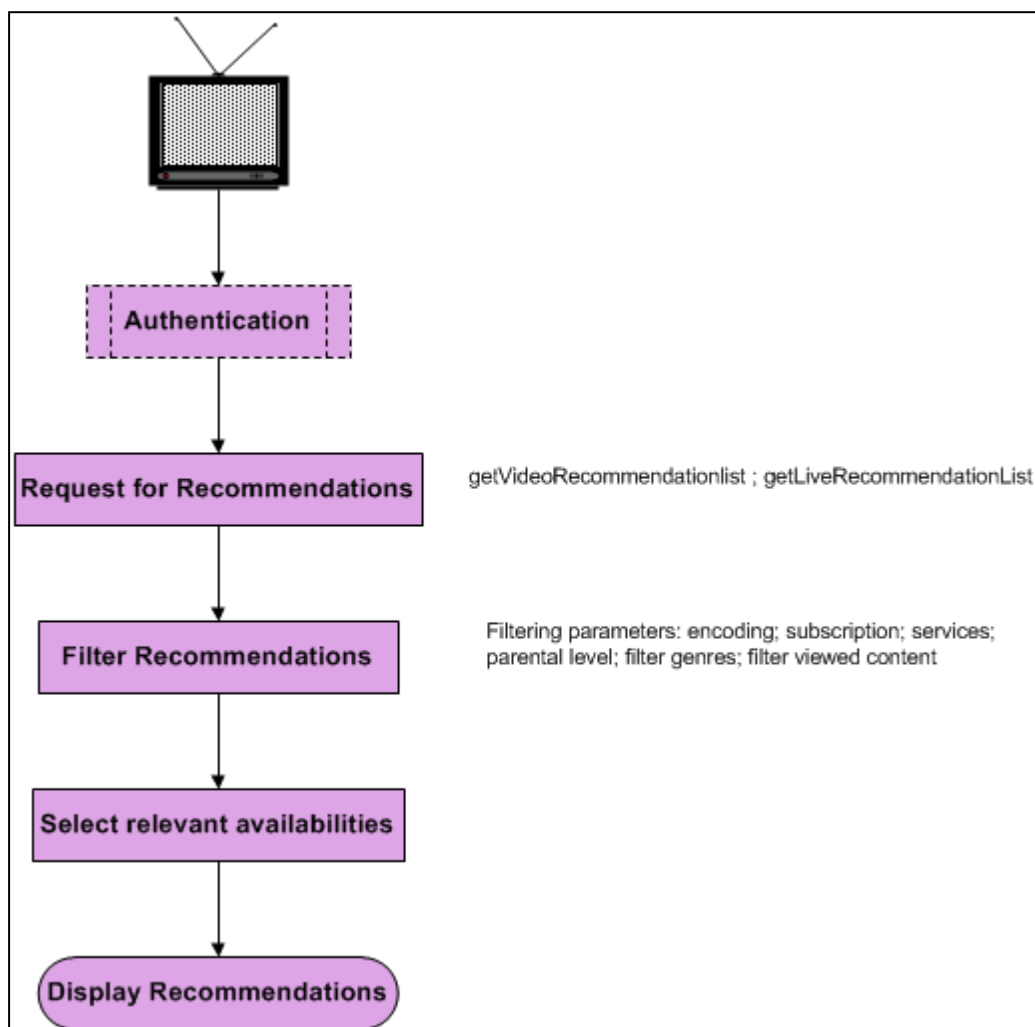 Authentication
Request for Recommendations
getVideoRecommendationlist ; getLiveRecommendationList
Filter Recommendations
Filtering parameters: encoding; subscription; services;
parental level; filter genres; filter viewed content
Select relevant availabilities
Display Recommendations